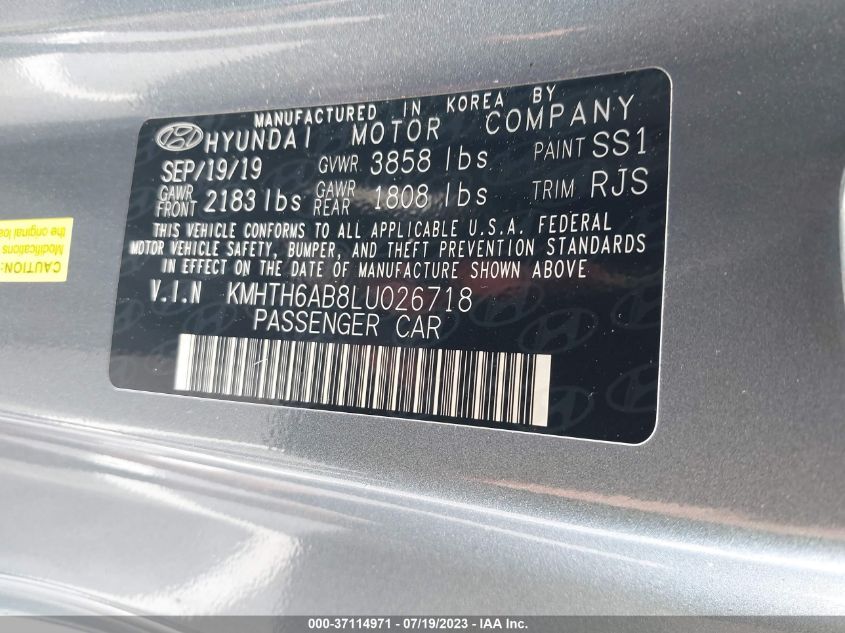 MANUFACTURED IN KOREA BY
HYUNDAI MOTOR COMPANY
SEP/19/19 GVWR 3858 lbs PAINT SS1
GAWR FRONT 2183 lbs GAWR REAR 1808 lbs TRIM RJS
THIS VEHICLE CONFORMS TO ALL APPLICABLE U.S.A. FEDERAL
MOTOR VEHICLE SAFETY, BUMPER, AND THEFT PREVENTION STANDARDS
IN EFFECT ON THE DATE OF MANUFACTURE SHOWN ABOVE
V.I.N KMHTH6AB8LU026718
PASSENGER CAR
CAUTION:
Modifications
the original
000-37114971 - 07/19/2023 - IAA Inc.